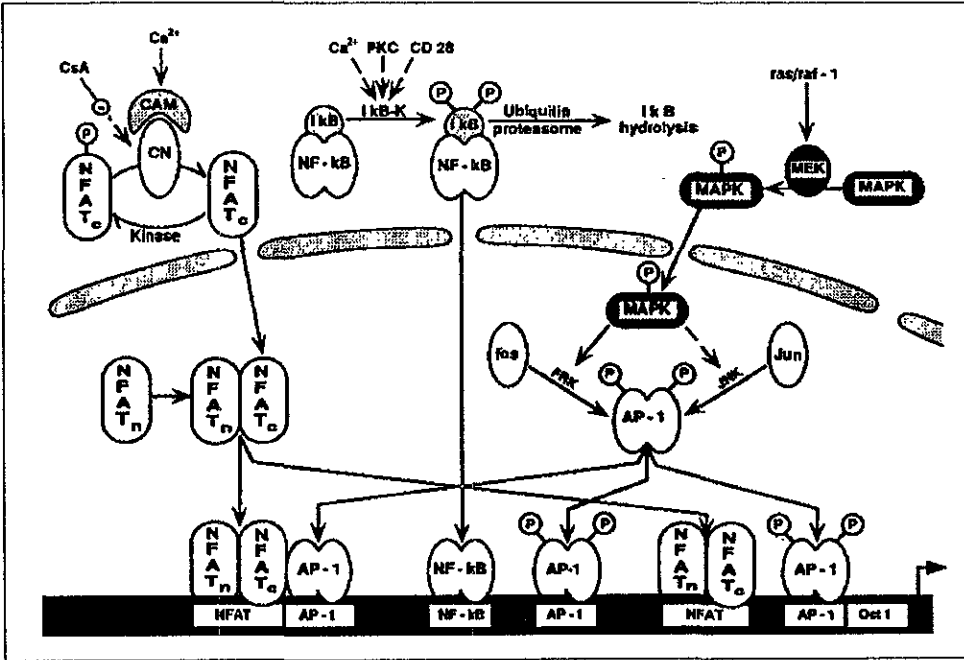 Ca2+
CsA
CAM
CN
P
NFATc
NFATc
Kinase
Ca2+ PKC CD 28
IkB
IkB-K
NF-kB
P P
IkB
NF-kB
Ubiquitin
proteasome
IkB
hydrolysis
ras/raf-1
MEK
MAPK
P
MAPK
P
MAPK
fos
FRK
JNK
Jun
P P
AP-1
NFATn
NFATn
NFATc
NFATn
NFATc
AP-1
NF-kB
P P
AP-1
NFATn
NFATc
P P
AP-1
NFAT
AP-1
NF-kB
AP-1
NFAT
AP-1
Oct 1